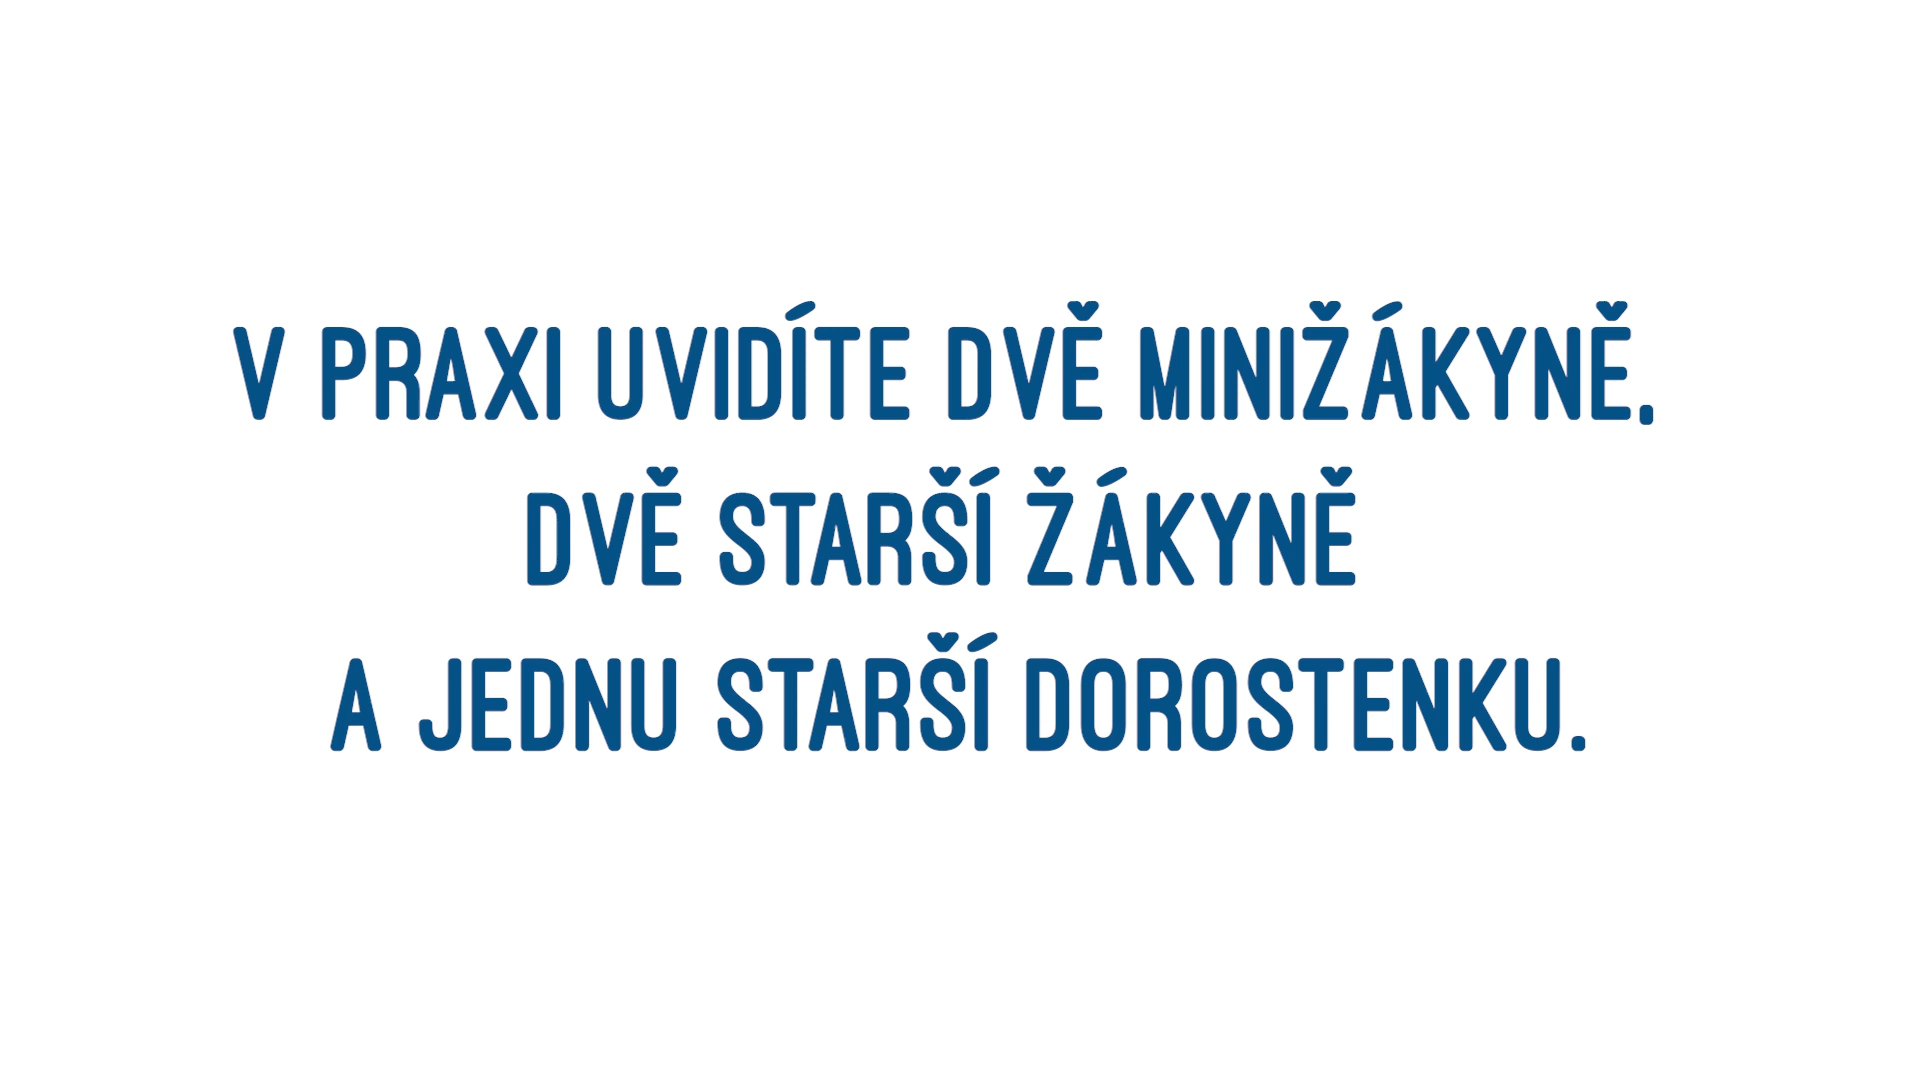 V PRAXI UVIDÍTE DVĚ MINIŽÁKYNĚ,
DVĚ STARŠÍ ŽÁKYNĚ
A JEDNU STARŠÍ DOROSTENKU.